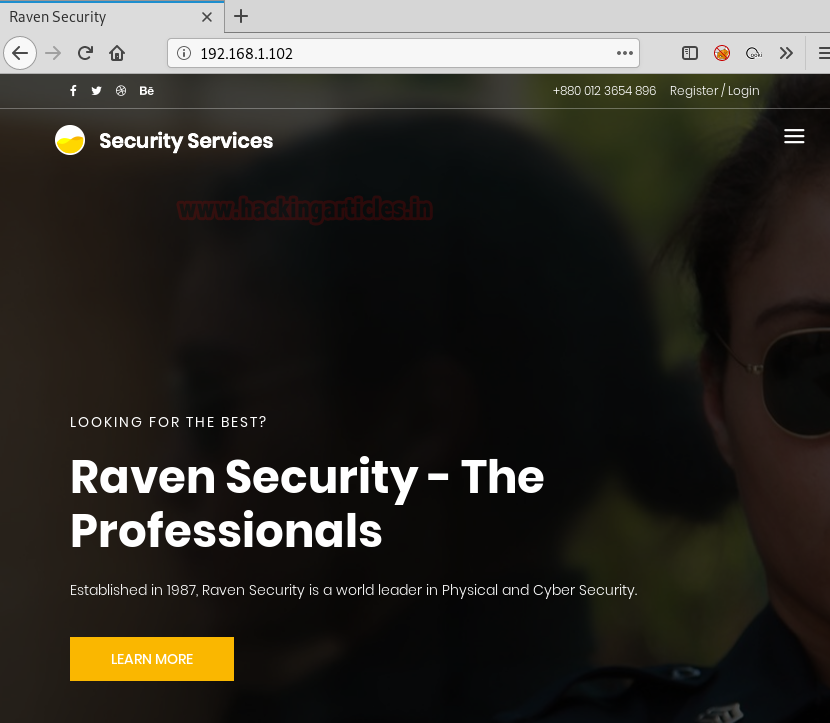 Raven Security
192.168.1.102
+880 012 3654 896 Register / Login
Security Services
www.hackingarticles.in
LOOKING FOR THE BEST?
Raven Security - The
Professionals
Established in 1987, Raven Security is a world leader in Physical and Cyber Security.
LEARN MORE